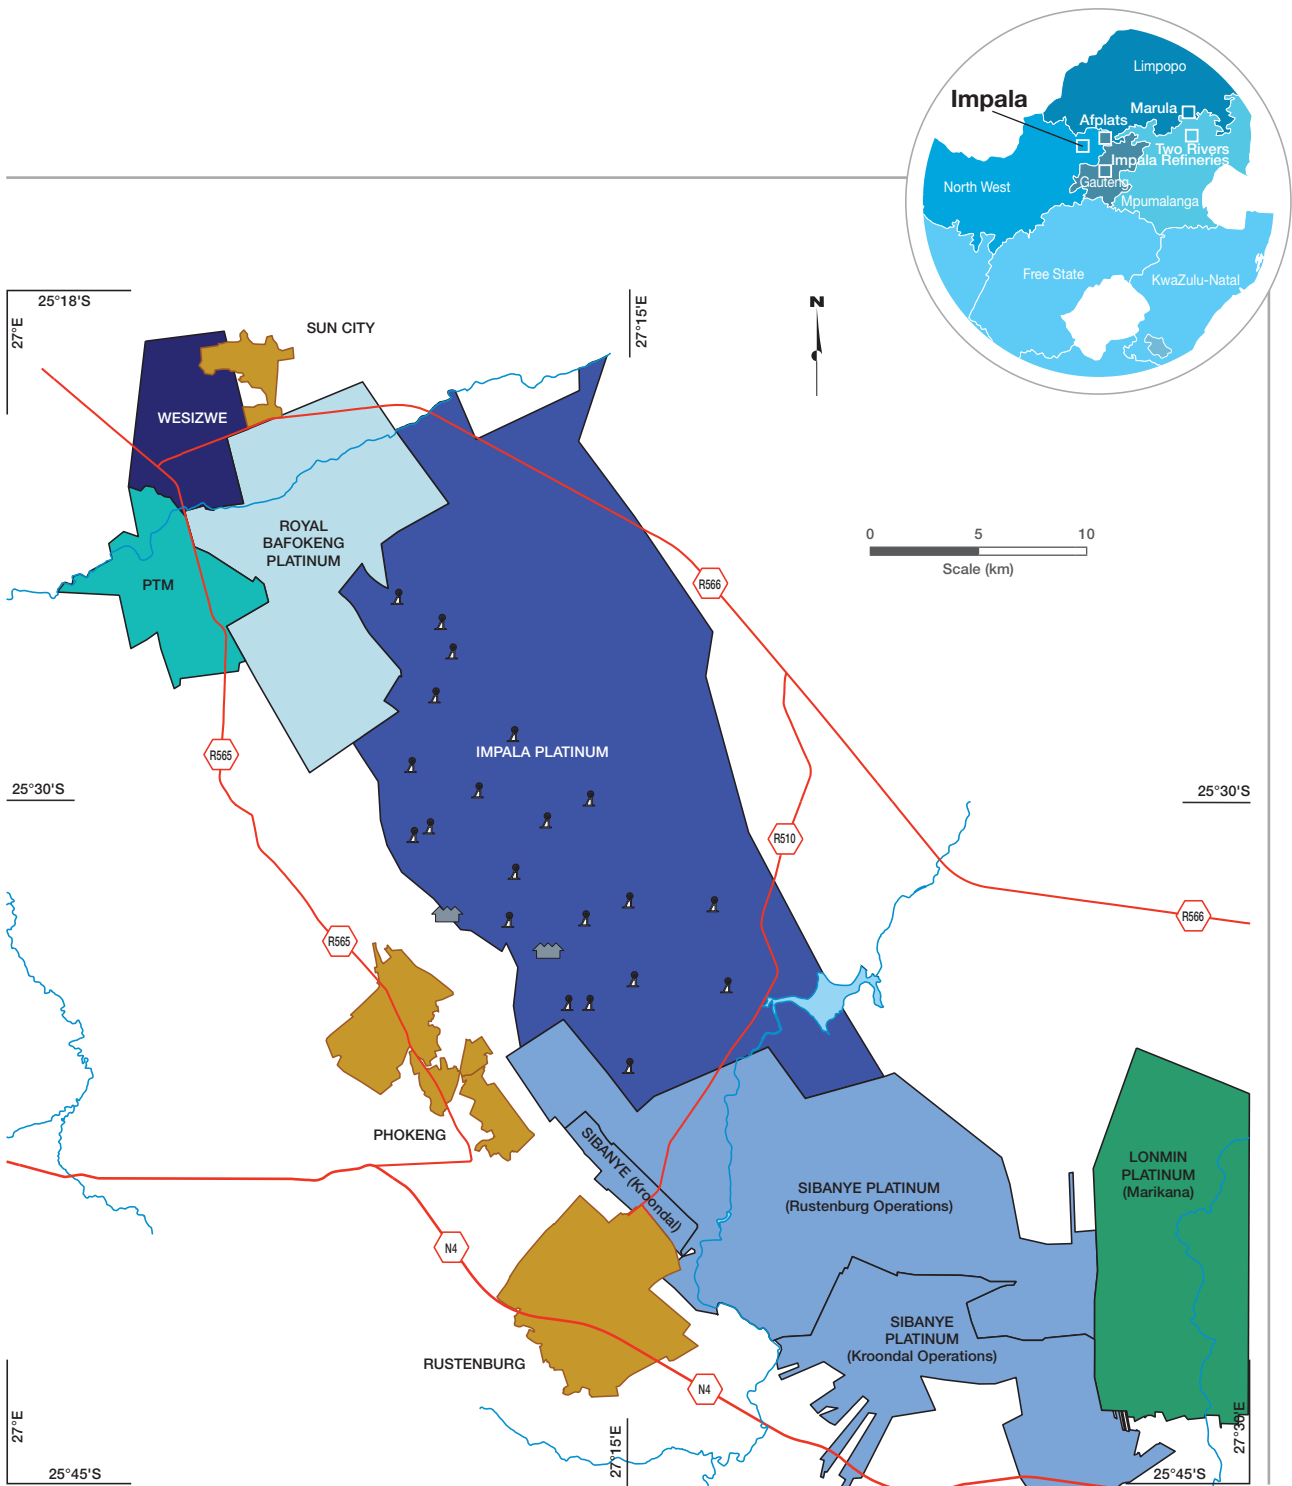 Limpopo
Impala
Marula
Afplats
Two Rivers
Impala Refineries
North West
Gauteng
Mpumalanga
Free State
KwaZulu-Natal
25°18'S
27°E
SUN CITY
27°15'E
N
WESIZWE
ROYAL
BAFOKENG
PLATINUM
0 5 10
Scale (km)
PTM
R566
IMPALA PLATINUM
R565
25°30'S
25°30'S
R510
R566
R565
PHOKENG
SIBANYE (Kroondal)
LONMIN
PLATINUM
(Marikana)
SIBANYE PLATINUM
(Rustenburg Operations)
N4
SIBANYE
PLATINUM
(Kroondal Operations)
RUSTENBURG
N4
27°E
27°15'E
27°30'E
25°45'S
25°45'S